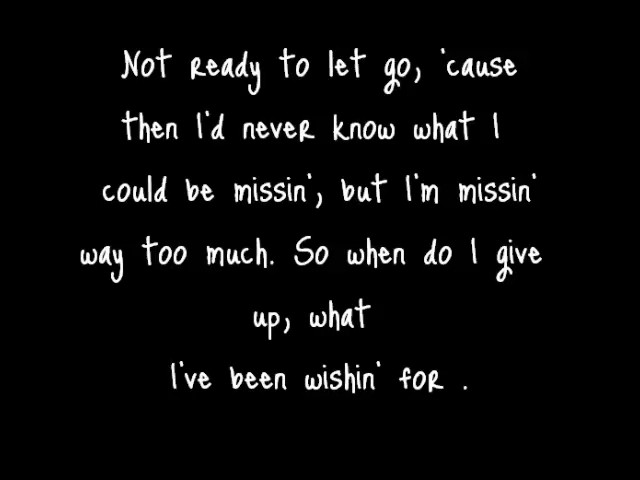 Not ready to let go, 'cause
then I'd never know what I
could be missin', but I'm missin'
way too much. So when do I give
up, what
I've been wishin' for .